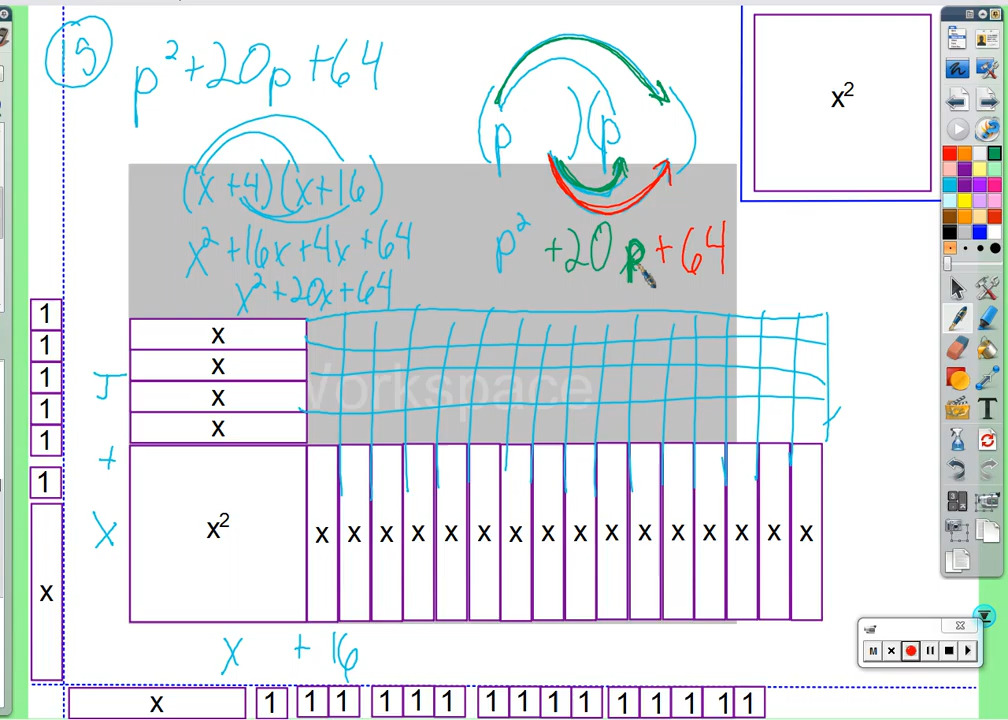 15
p² + 20p + 64
(x + 4)(x + 16)
x² + 16x + 4x + 64
x² + 20x + 64
(p )(p )
p² + 20p + 64
x²
1
1
1
1
1
1
x
x
x
x
x
Workspace
+
x
x²
x x x x x x x x x x x x x x x x
x + 16
x 1 1 1 1 1 1 1 1 1 1 1 1 1 1 1
T
M